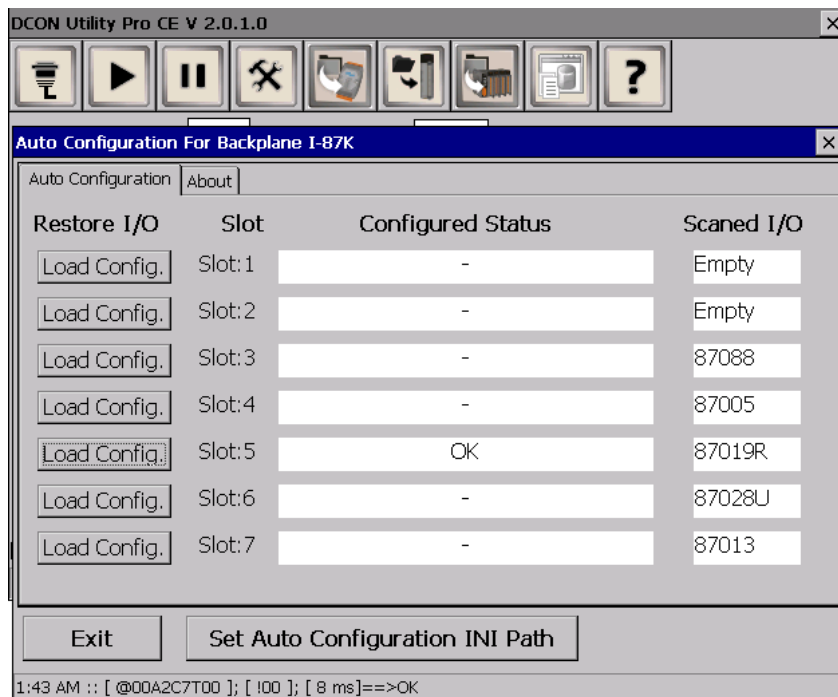 DCON Utility Pro CE V 2.0.1.0
?
Auto Configuration For Backplane I-87K
Auto Configuration About
Restore I/O Slot Configured Status Scaned I/O
Load Config. Slot:1 - Empty
Load Config. Slot:2 - Empty
Load Config. Slot:3 - 87088
Load Config. Slot:4 - 87005
Load Config. Slot:5 OK 87019R
Load Config. Slot:6 - 87028U
Load Config. Slot:7 - 87013
Exit Set Auto Configuration INI Path
1:43 AM :: [ @00A2C7T00 ]; [ !00 ]; [ 8 ms]==>OK